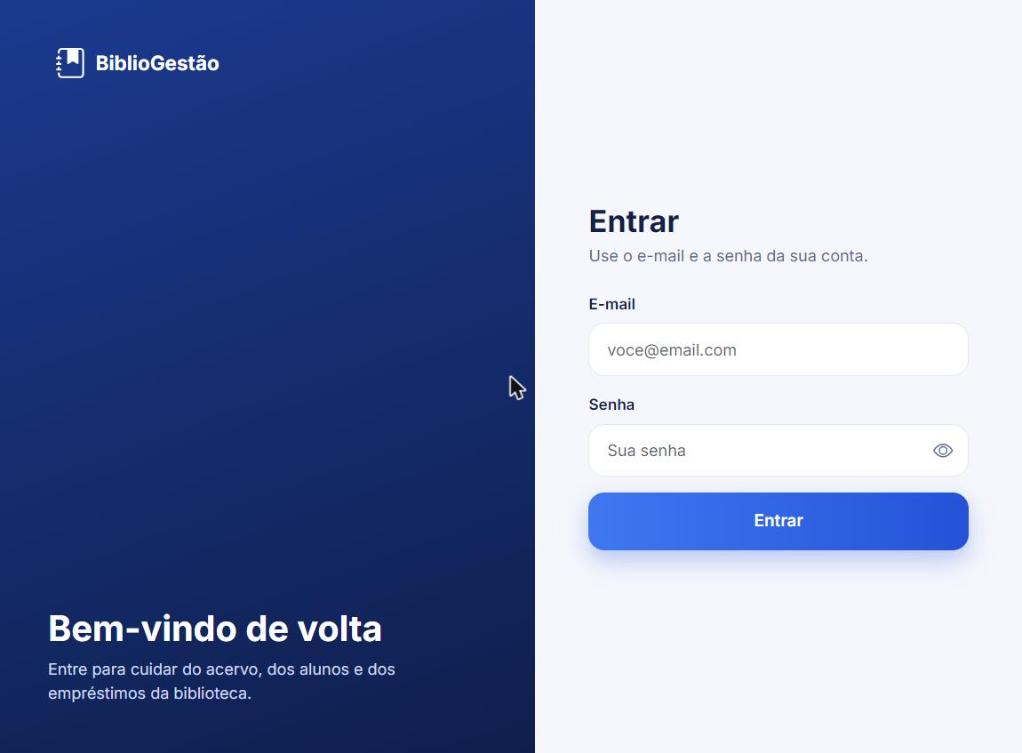 BiblioGestão
Bem-vindo de volta
Entre para cuidar do acervo, dos alunos e dos
empréstimos da biblioteca.
Entrar
Use o e-mail e a senha da sua conta.
E-mail
voce@email.com
Senha
Sua senha
Entrar